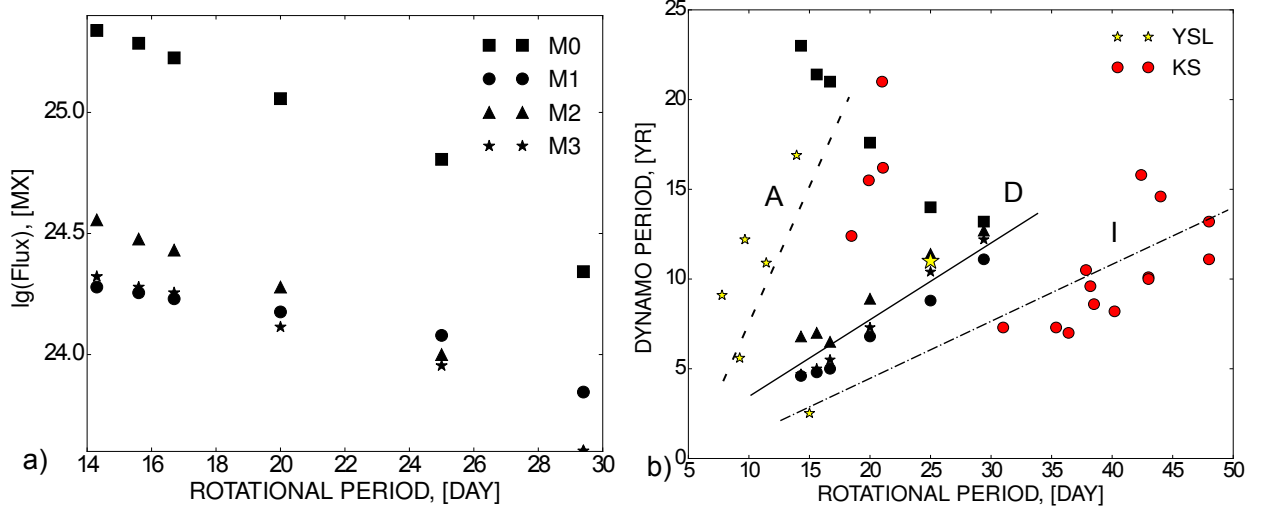 M0
M1
M2
M3
25.0
24.5
24.0
lg(Flux), [MX]
14 16 18 20 22 24 26 28 30
ROTATIONAL PERIOD, [DAY]
a)
YSL
KS
A
D
I
25
20
15
10
5
0
DYNAMO PERIOD, [YR]
5 10 15 20 25 30 35 40 45 50
ROTATIONAL PERIOD, [DAY]
b)